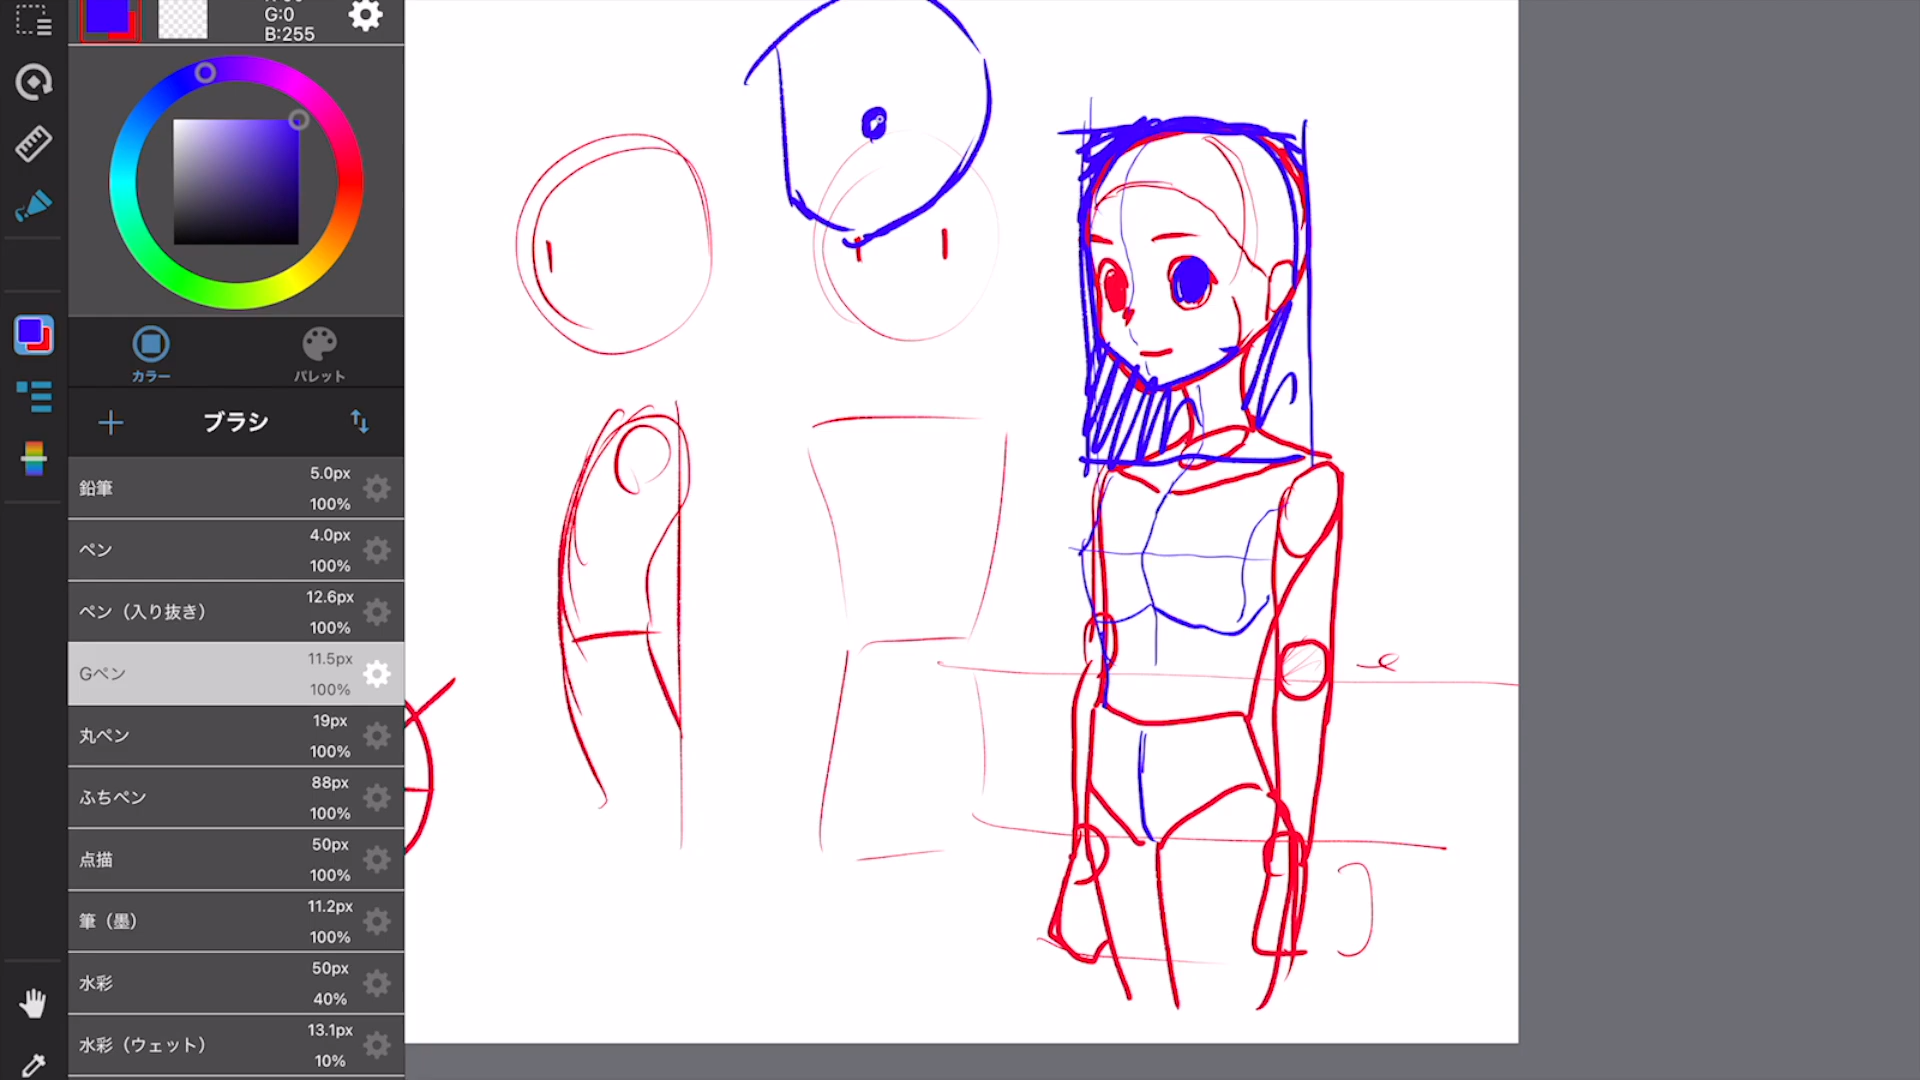 G:0
B:255
カラー
パレット
ブラシ
鉛筆
5.0px
100%
ペン
4.0px
100%
ペン（入り抜き）
12.6px
100%
Gペン
11.5px
100%
丸ペン
19px
100%
ふちペン
88px
100%
点描
50px
100%
筆（墨）
11.2px
100%
水彩
50px
40%
水彩（ウェット）
13.1px
10%